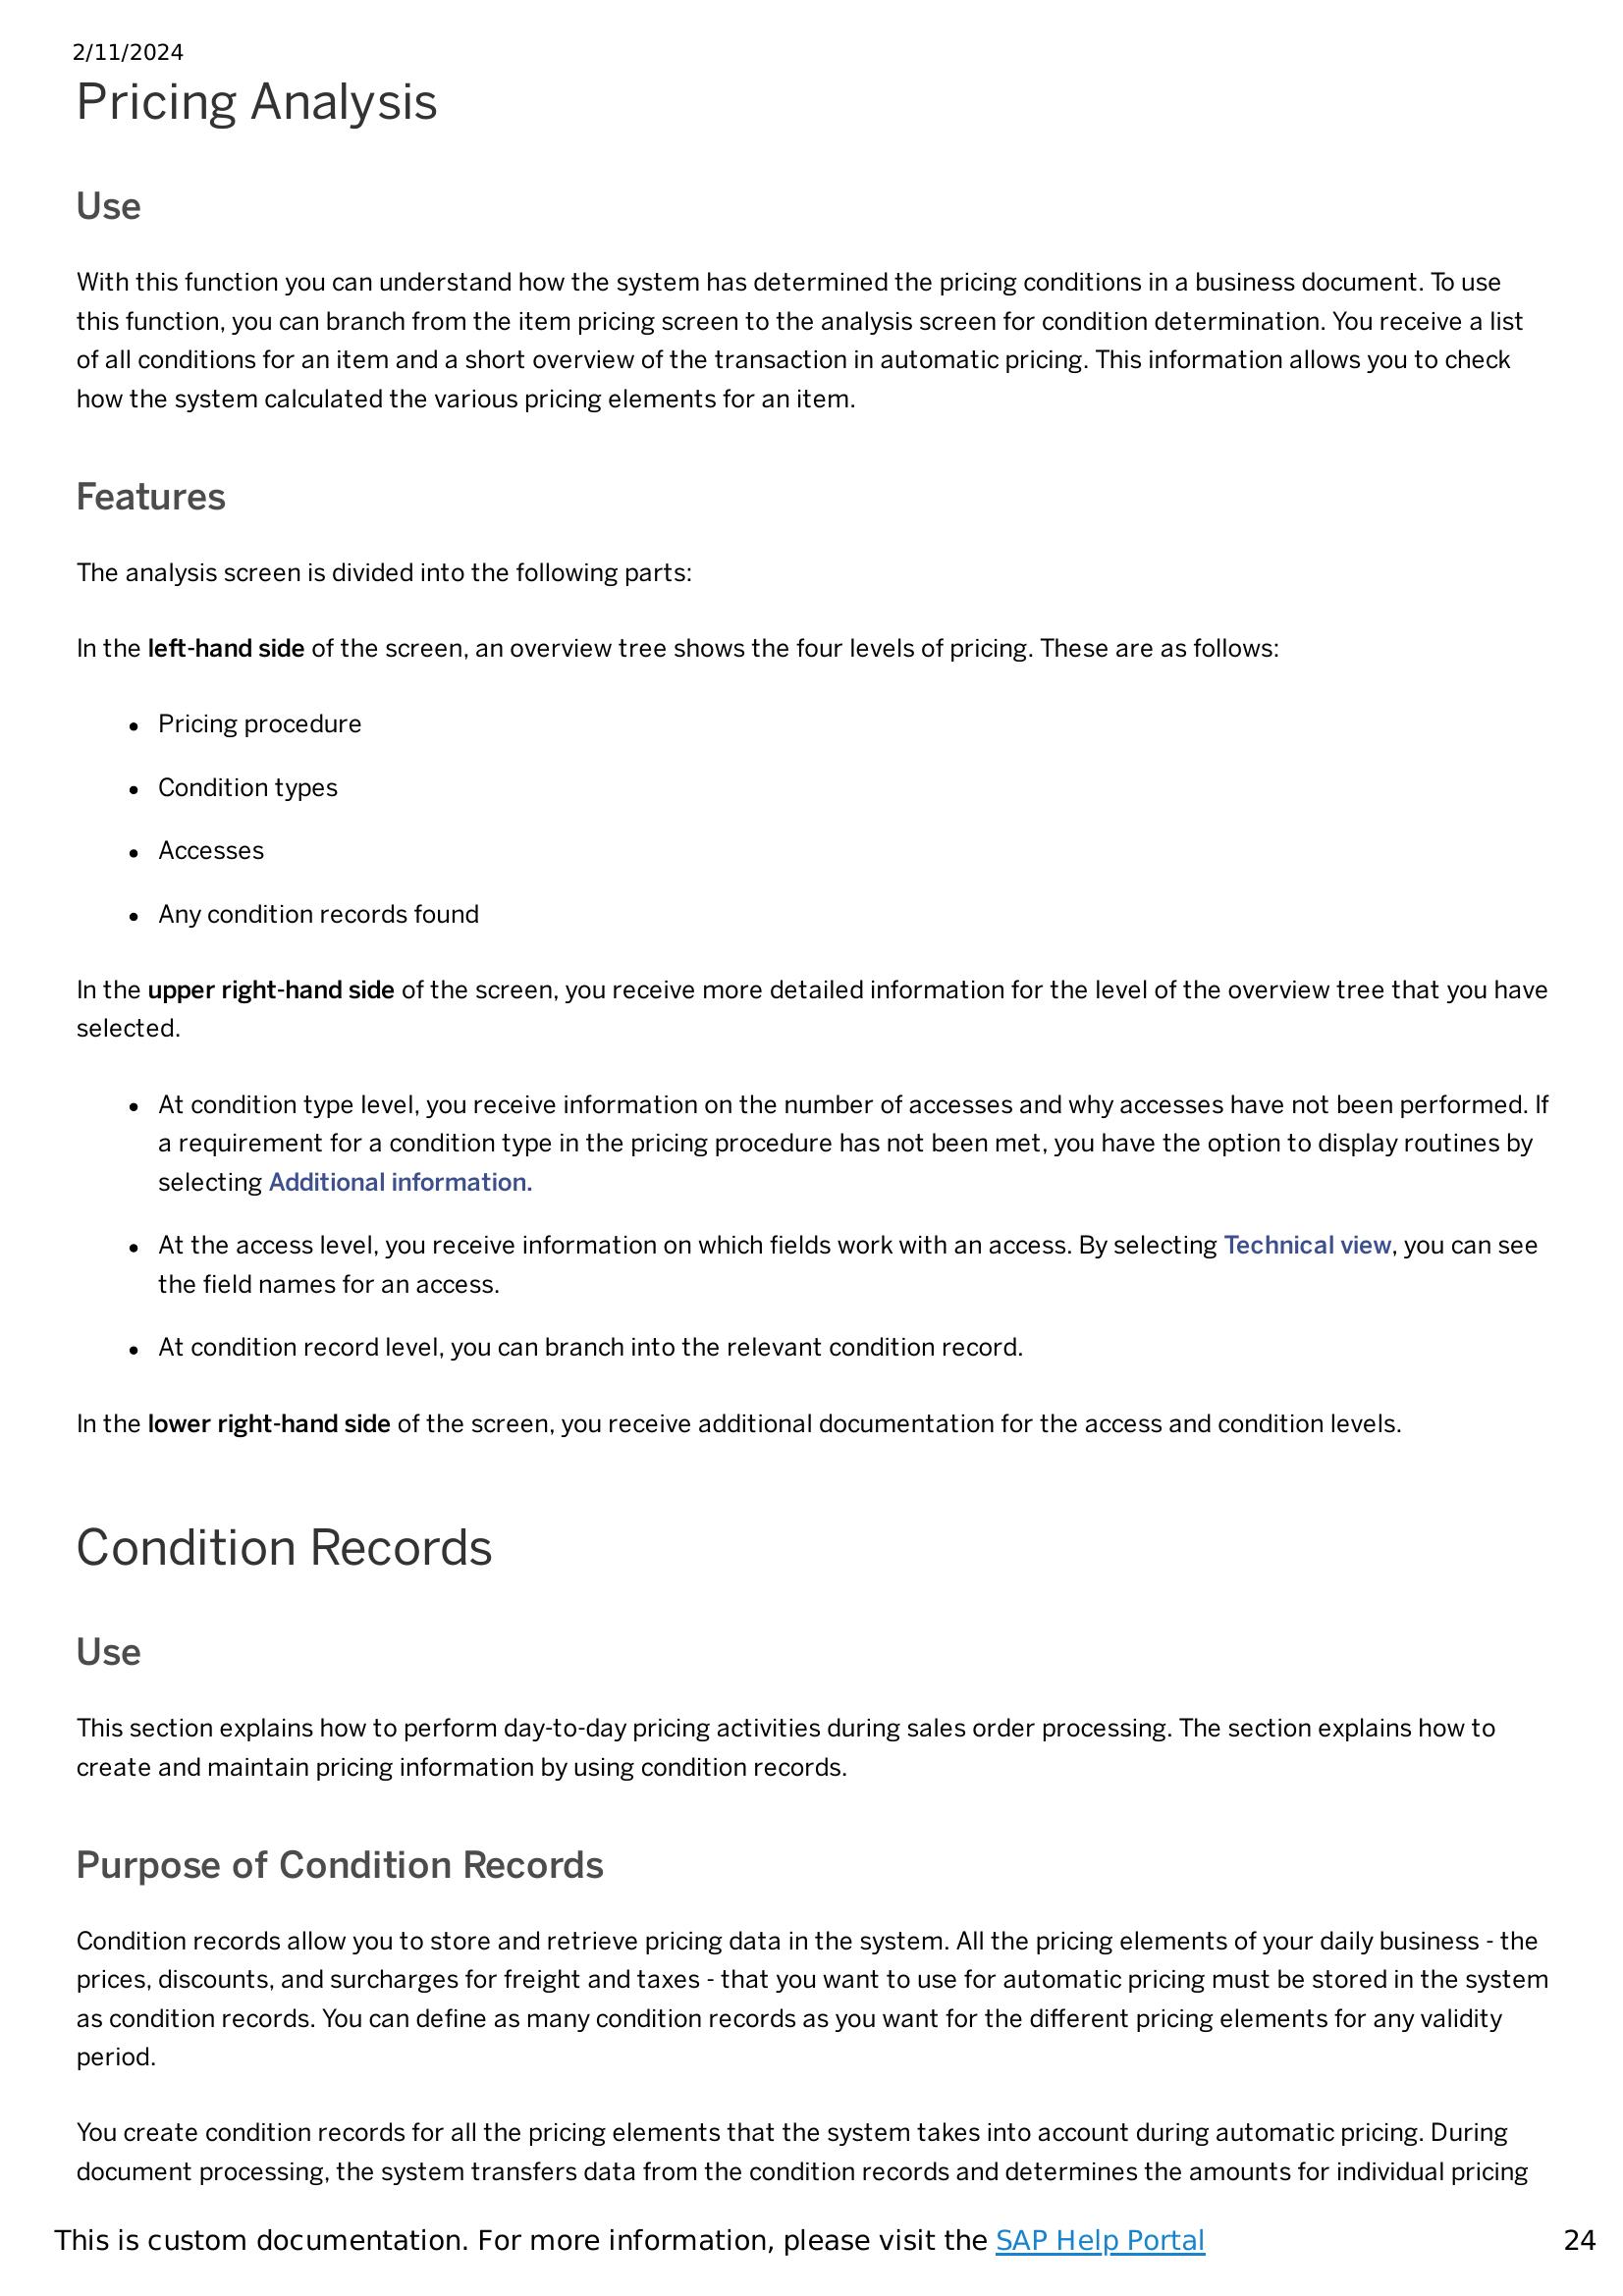 2/11/2024
Pricing Analysis
Use
With this function you can understand how the system has determined the pricing conditions in a business document. To use
this function, you can branch from the item pricing screen to the analysis screen for condition determination. You receive a list
of all conditions for an item and a short overview of the transaction in automatic pricing. This information allows you to check
how the system calculated the various pricing elements for an item.
Features
The analysis screen is divided into the following parts:
In the left-hand side of the screen, an overview tree shows the four levels of pricing. These are as follows:
• Pricing procedure
• Condition types
• Accesses
• Any condition records found
In the upper right-hand side of the screen, you receive more detailed information for the level of the overview tree that you have
selected.
• At condition type level, you receive information on the number of accesses and why accesses have not been performed. If
a requirement for a condition type in the pricing procedure has not been met, you have the option to display routines by
selecting Additional information.
• At the access level, you receive information on which fields work with an access. By selecting Technical view, you can see
the field names for an access.
• At condition record level, you can branch into the relevant condition record.
In the lower right-hand side of the screen, you receive additional documentation for the access and condition levels.
Condition Records
Use
This section explains how to perform day-to-day pricing activities during sales order processing. The section explains how to
create and maintain pricing information by using condition records.
Purpose of Condition Records
Condition records allow you to store and retrieve pricing data in the system. All the pricing elements of your daily business - the
prices, discounts, and surcharges for freight and taxes - that you want to use for automatic pricing must be stored in the system
as condition records. You can define as many condition records as you want for the different pricing elements for any validity
period.
You create condition records for all the pricing elements that the system takes into account during automatic pricing. During
document processing, the system transfers data from the condition records and determines the amounts for individual pricing
This is custom documentation. For more information, please visit the SAP Help Portal 24